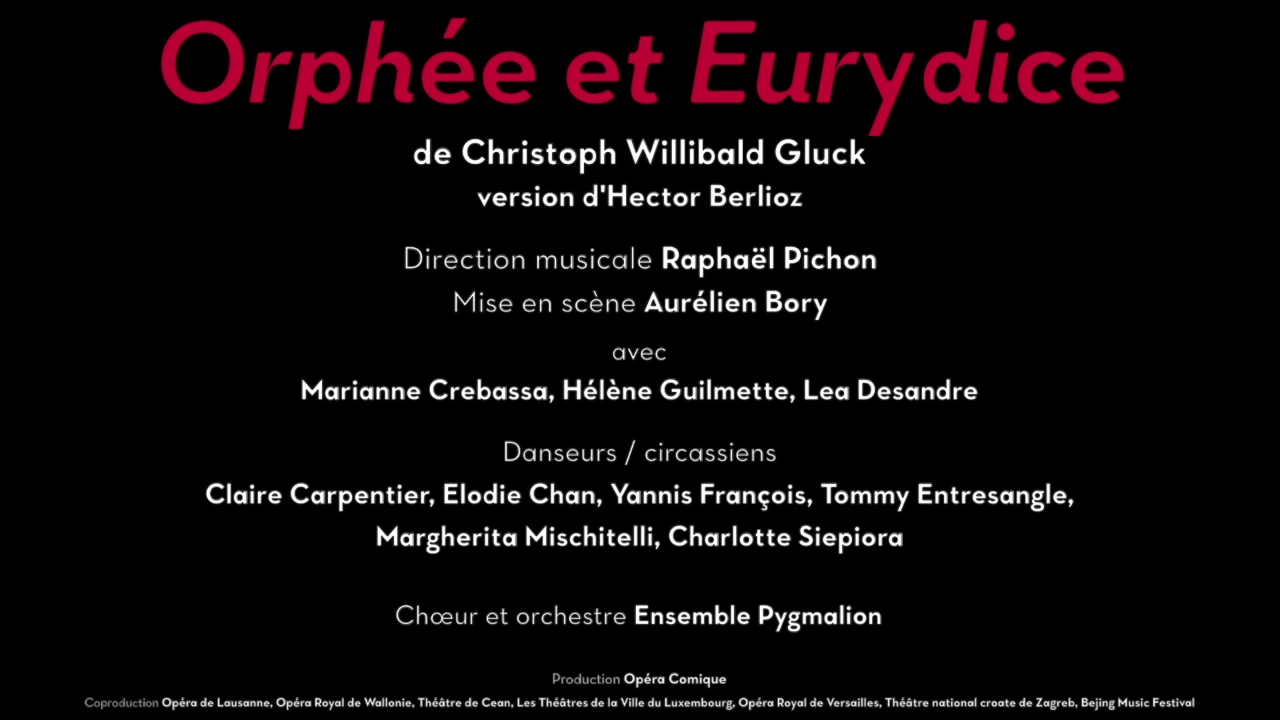 Orphée et Eurydice
de Christoph Willibald Gluck
version d'Hector Berlioz
Direction musicale Raphaël Pichon
Mise en scène Aurélien Bory
avec
Marianne Crebassa, Hélène Guilmette, Lea Desandre
Danseurs / circassiens
Claire Carpentier, Elodie Chan, Yannis François, Tommy Entresangle,
Margherita Mischitelli, Charlotte Siepiora
Chœur et orchestre Ensemble Pygmalion
Production Opéra Comique
Coproduction Opéra de Lausanne, Opéra Royal de Wallonie, Théâtre de Cean, Les Théâtres de la Ville du Luxembourg, Opéra Royal de Versailles, Théâtre national croate de Zagreb, Bejing Music Festival